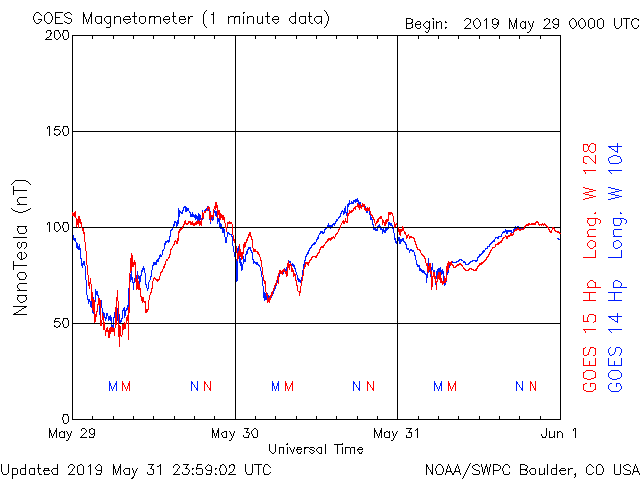 GOES Magnetometer (1 minute data)
Begin: 2019 May 29 0000 UTC
200
150
100
50
0
NanoTesla (nT)
M M N N M M N N M M N N
May 29 May 30 May 31 Jun 1
Universal Time
GOES 15 Hp Long. W 128
GOES 14 Hp Long. W 104
Updated 2019 May 31 23:59:02 UTC
NOAA/SWPC Boulder, CO USA